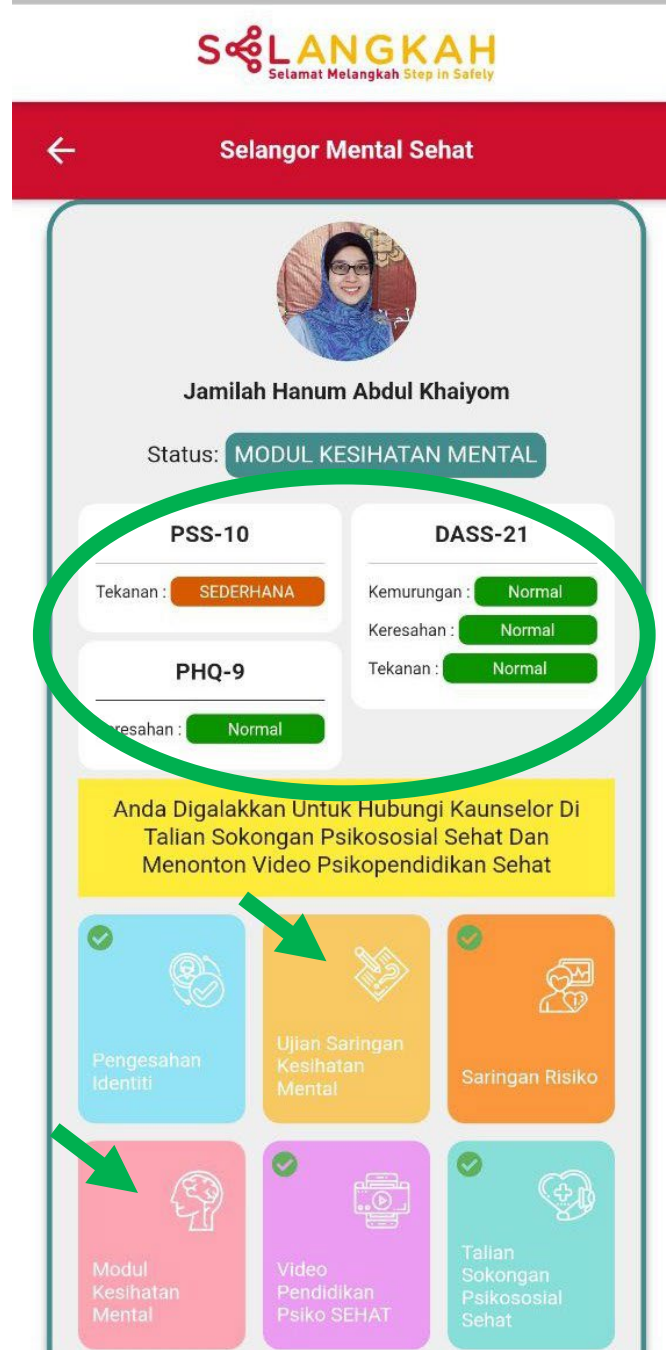 SELANGKAH
Selamat Melangkah Step in Safely
Selangor Mental Sehat
Jamilah Hanum Abdul Khaiyom
Status: MODUL KESIHATAN MENTAL
PSS-10
Tekanan : SEDERHANA
DASS-21
Kemurungan : Normal
Keresahan : Normal
Tekanan : Normal
PHQ-9
resahan : Normal
Anda Digalakkan Untuk Hubungi Kaunselor Di
Talian Sokongan Psikososial Sehat Dan
Menonton Video Psikopendidikan Sehat
Pengesahan
Identiti
Ujian Saringan
Kesihatan
Mental
Saringan Risiko
Modul
Kesihatan
Mental
Video
Pendidikan
Psiko SEHAT
Talian
Sokongan
Psikososial
Sehat